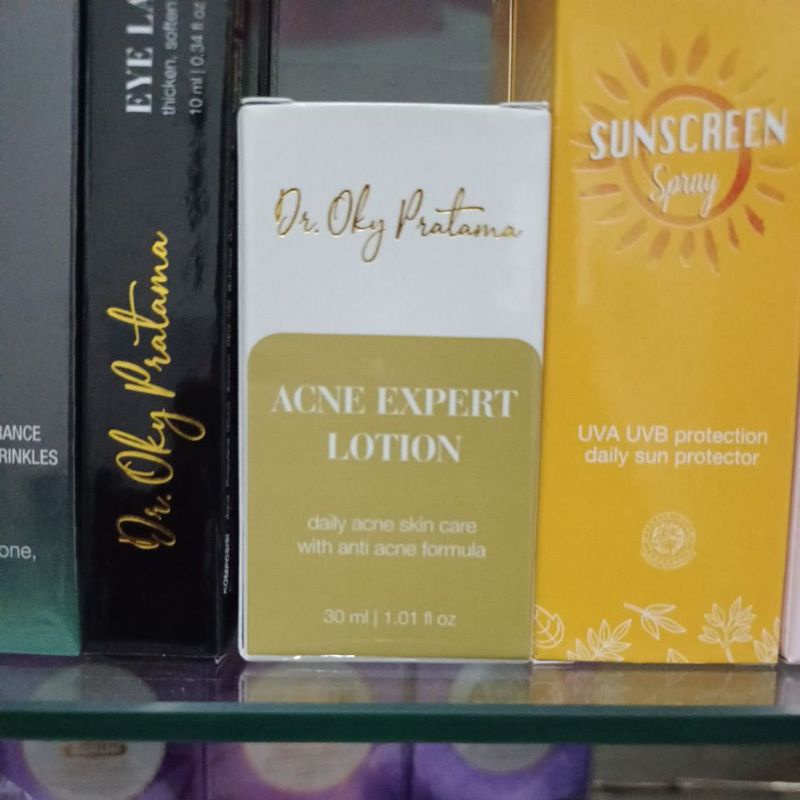 RANCE
RINKLES
one,
EYE LA
thicken, soften
10 ml | 0.34 fl oz
Dr. Oky Pratama
KOMPOSISI
Dr. Oky Pratama
ACNE EXPERT
LOTION
daily acne skin care
with anti acne formula
30 ml | 1.01 fl oz
SUNSCREEN
Spray
UVA UVB protection
daily sun protector